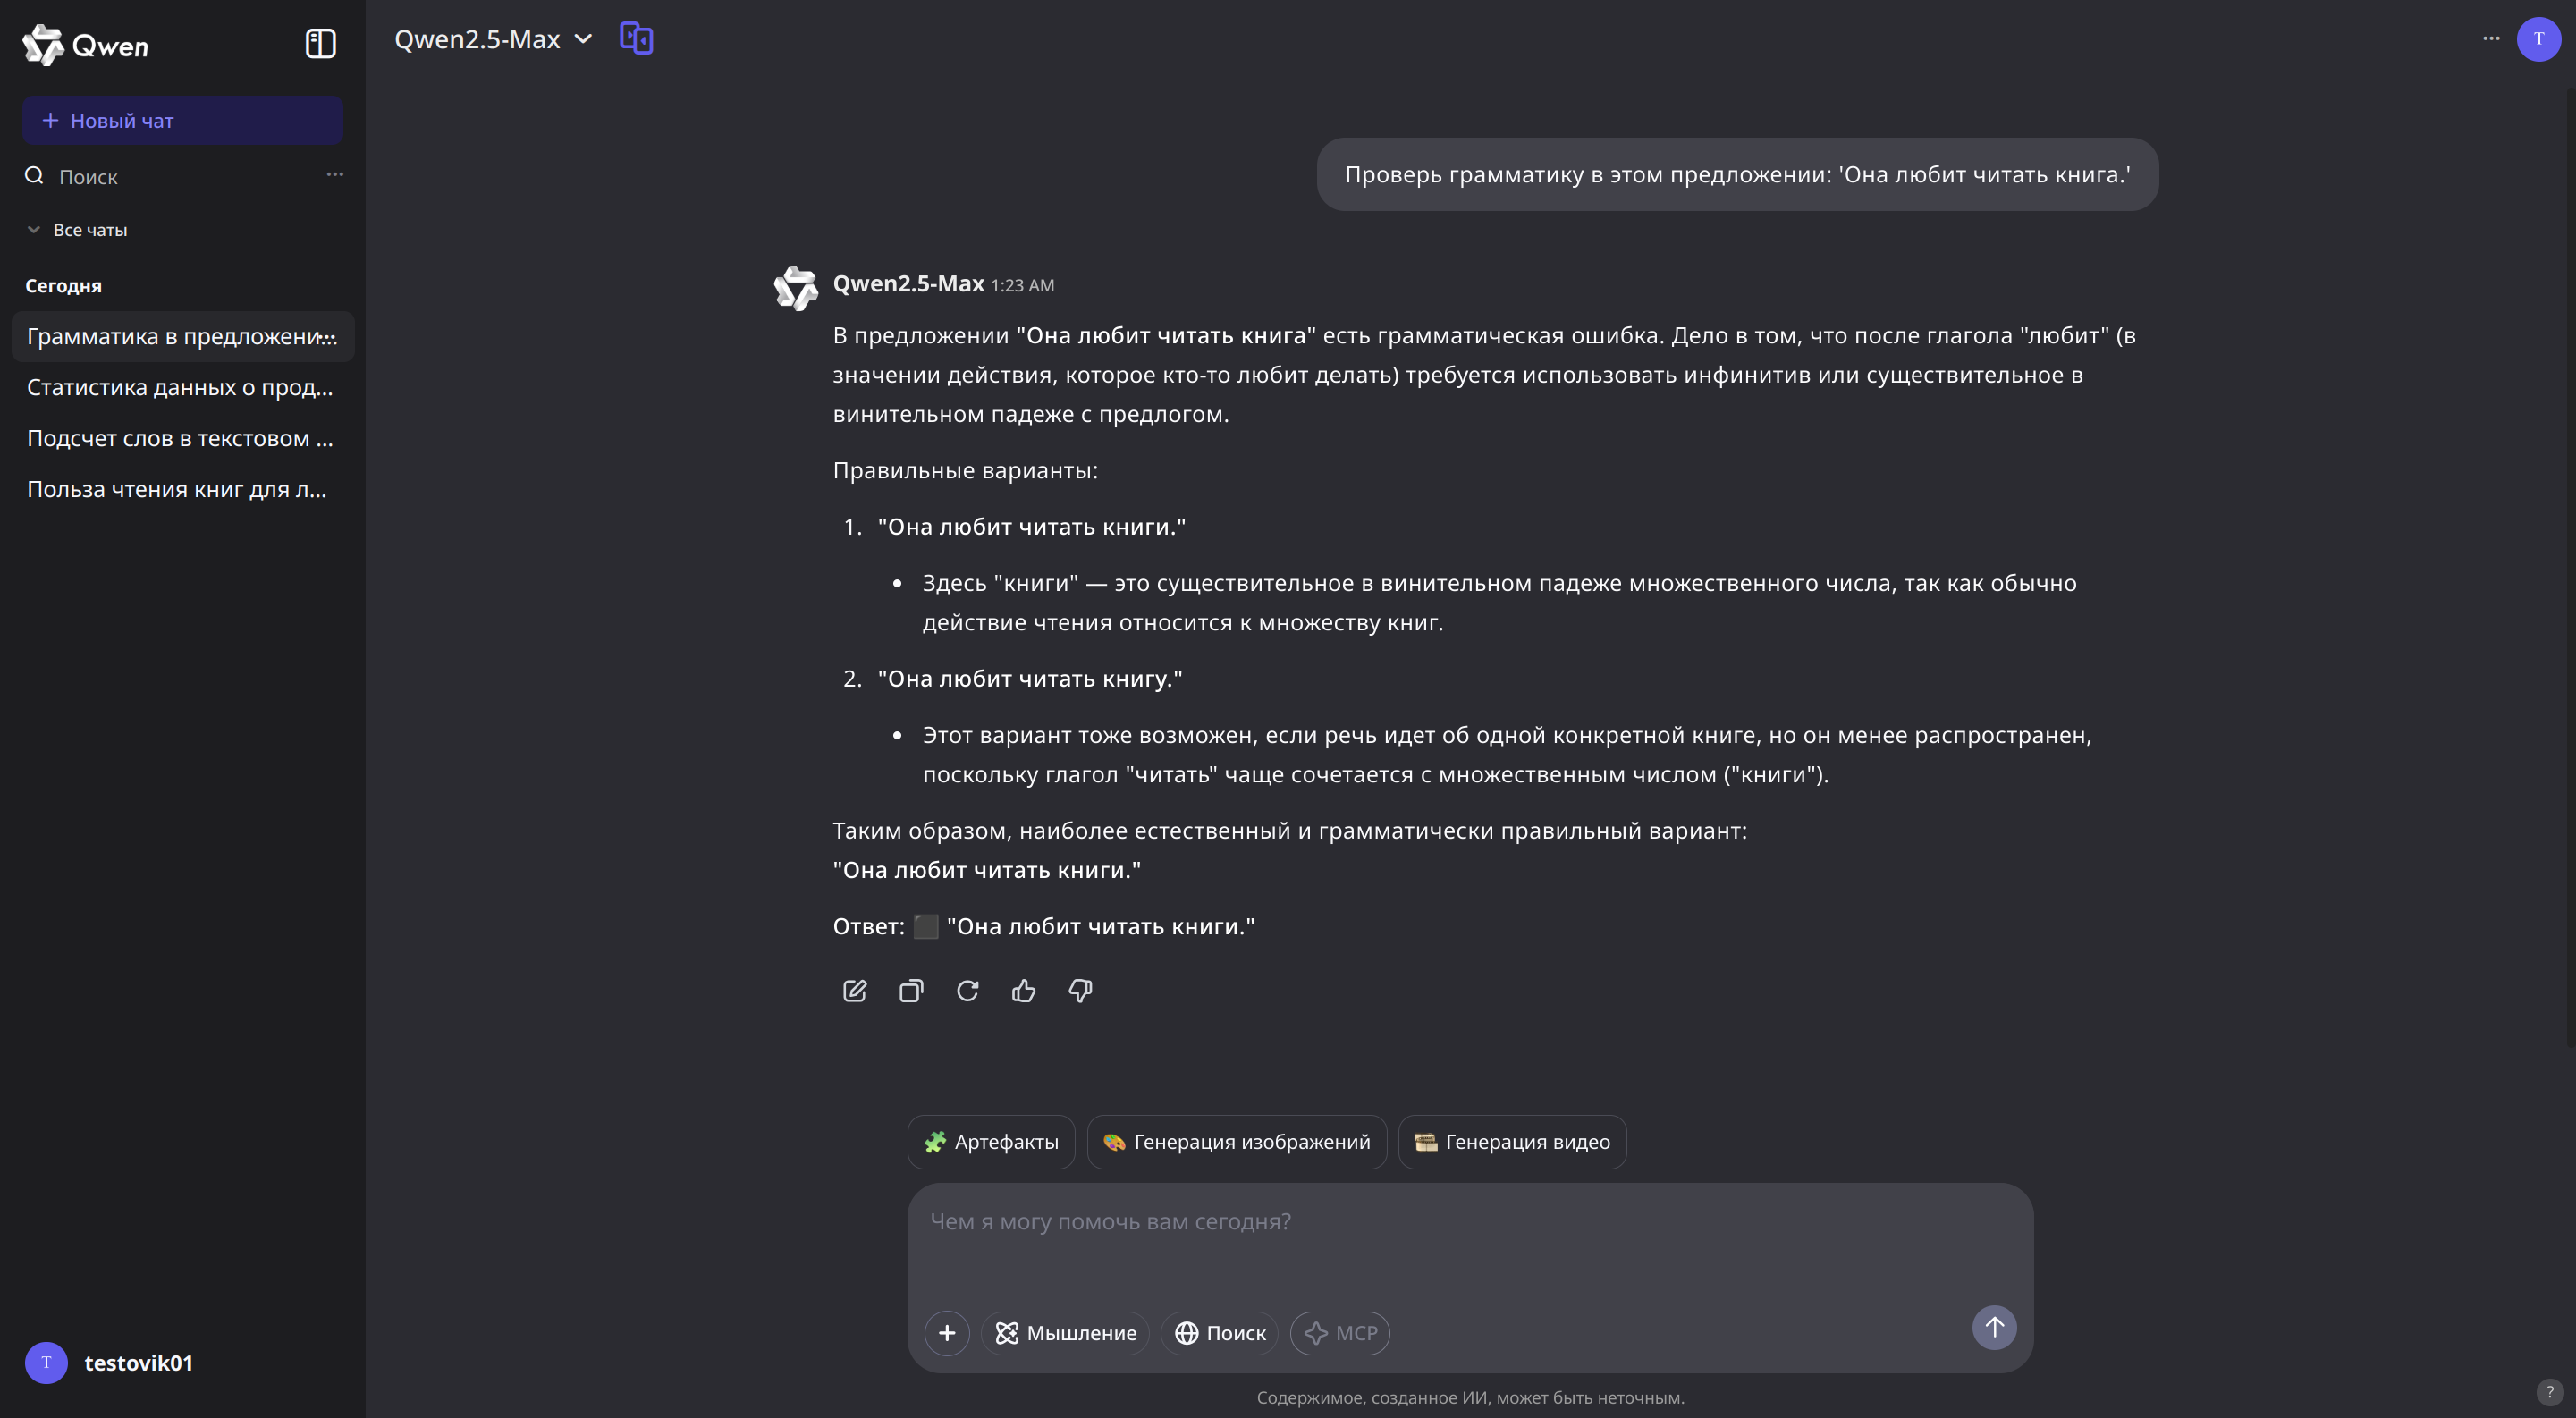 Qwen
Новый чат
Поиск
Все чаты
Сегодня
Грамматика в предложени...
Статистика данных о прод...
Подсчет слов в текстовом ...
Польза чтения книг для л...
T testovik01
Qwen2.5-Max
T
Проверь грамматику в этом предложении: 'Она любит читать книга.'
Qwen2.5-Max 1:23 AM
В предложении "Она любит читать книга" есть грамматическая ошибка. Дело в том, что после глагола "любит" (в
значении действия, которое кто-то любит делать) требуется использовать инфинитив или существительное в
винительном падеже с предлогом.
Правильные варианты:
1. "Она любит читать книги."
• Здесь "книги" — это существительное в винительном падеже множественного числа, так как обычно
действие чтения относится к множеству книг.
2. "Она любит читать книгу."
• Этот вариант тоже возможен, если речь идет об одной конкретной книге, но он менее распространен,
поскольку глагол "читать" чаще сочетается с множественным числом ("книги").
Таким образом, наиболее естественный и грамматически правильный вариант:
"Она любит читать книги."
Ответ: ⬛ "Она любит читать книги."
Артефакты
Генерация изображений
Генерация видео
Чем я могу помочь вам сегодня?
Мышление
Поиск
MCP
Содержимое, созданное ИИ, может быть неточным.
?